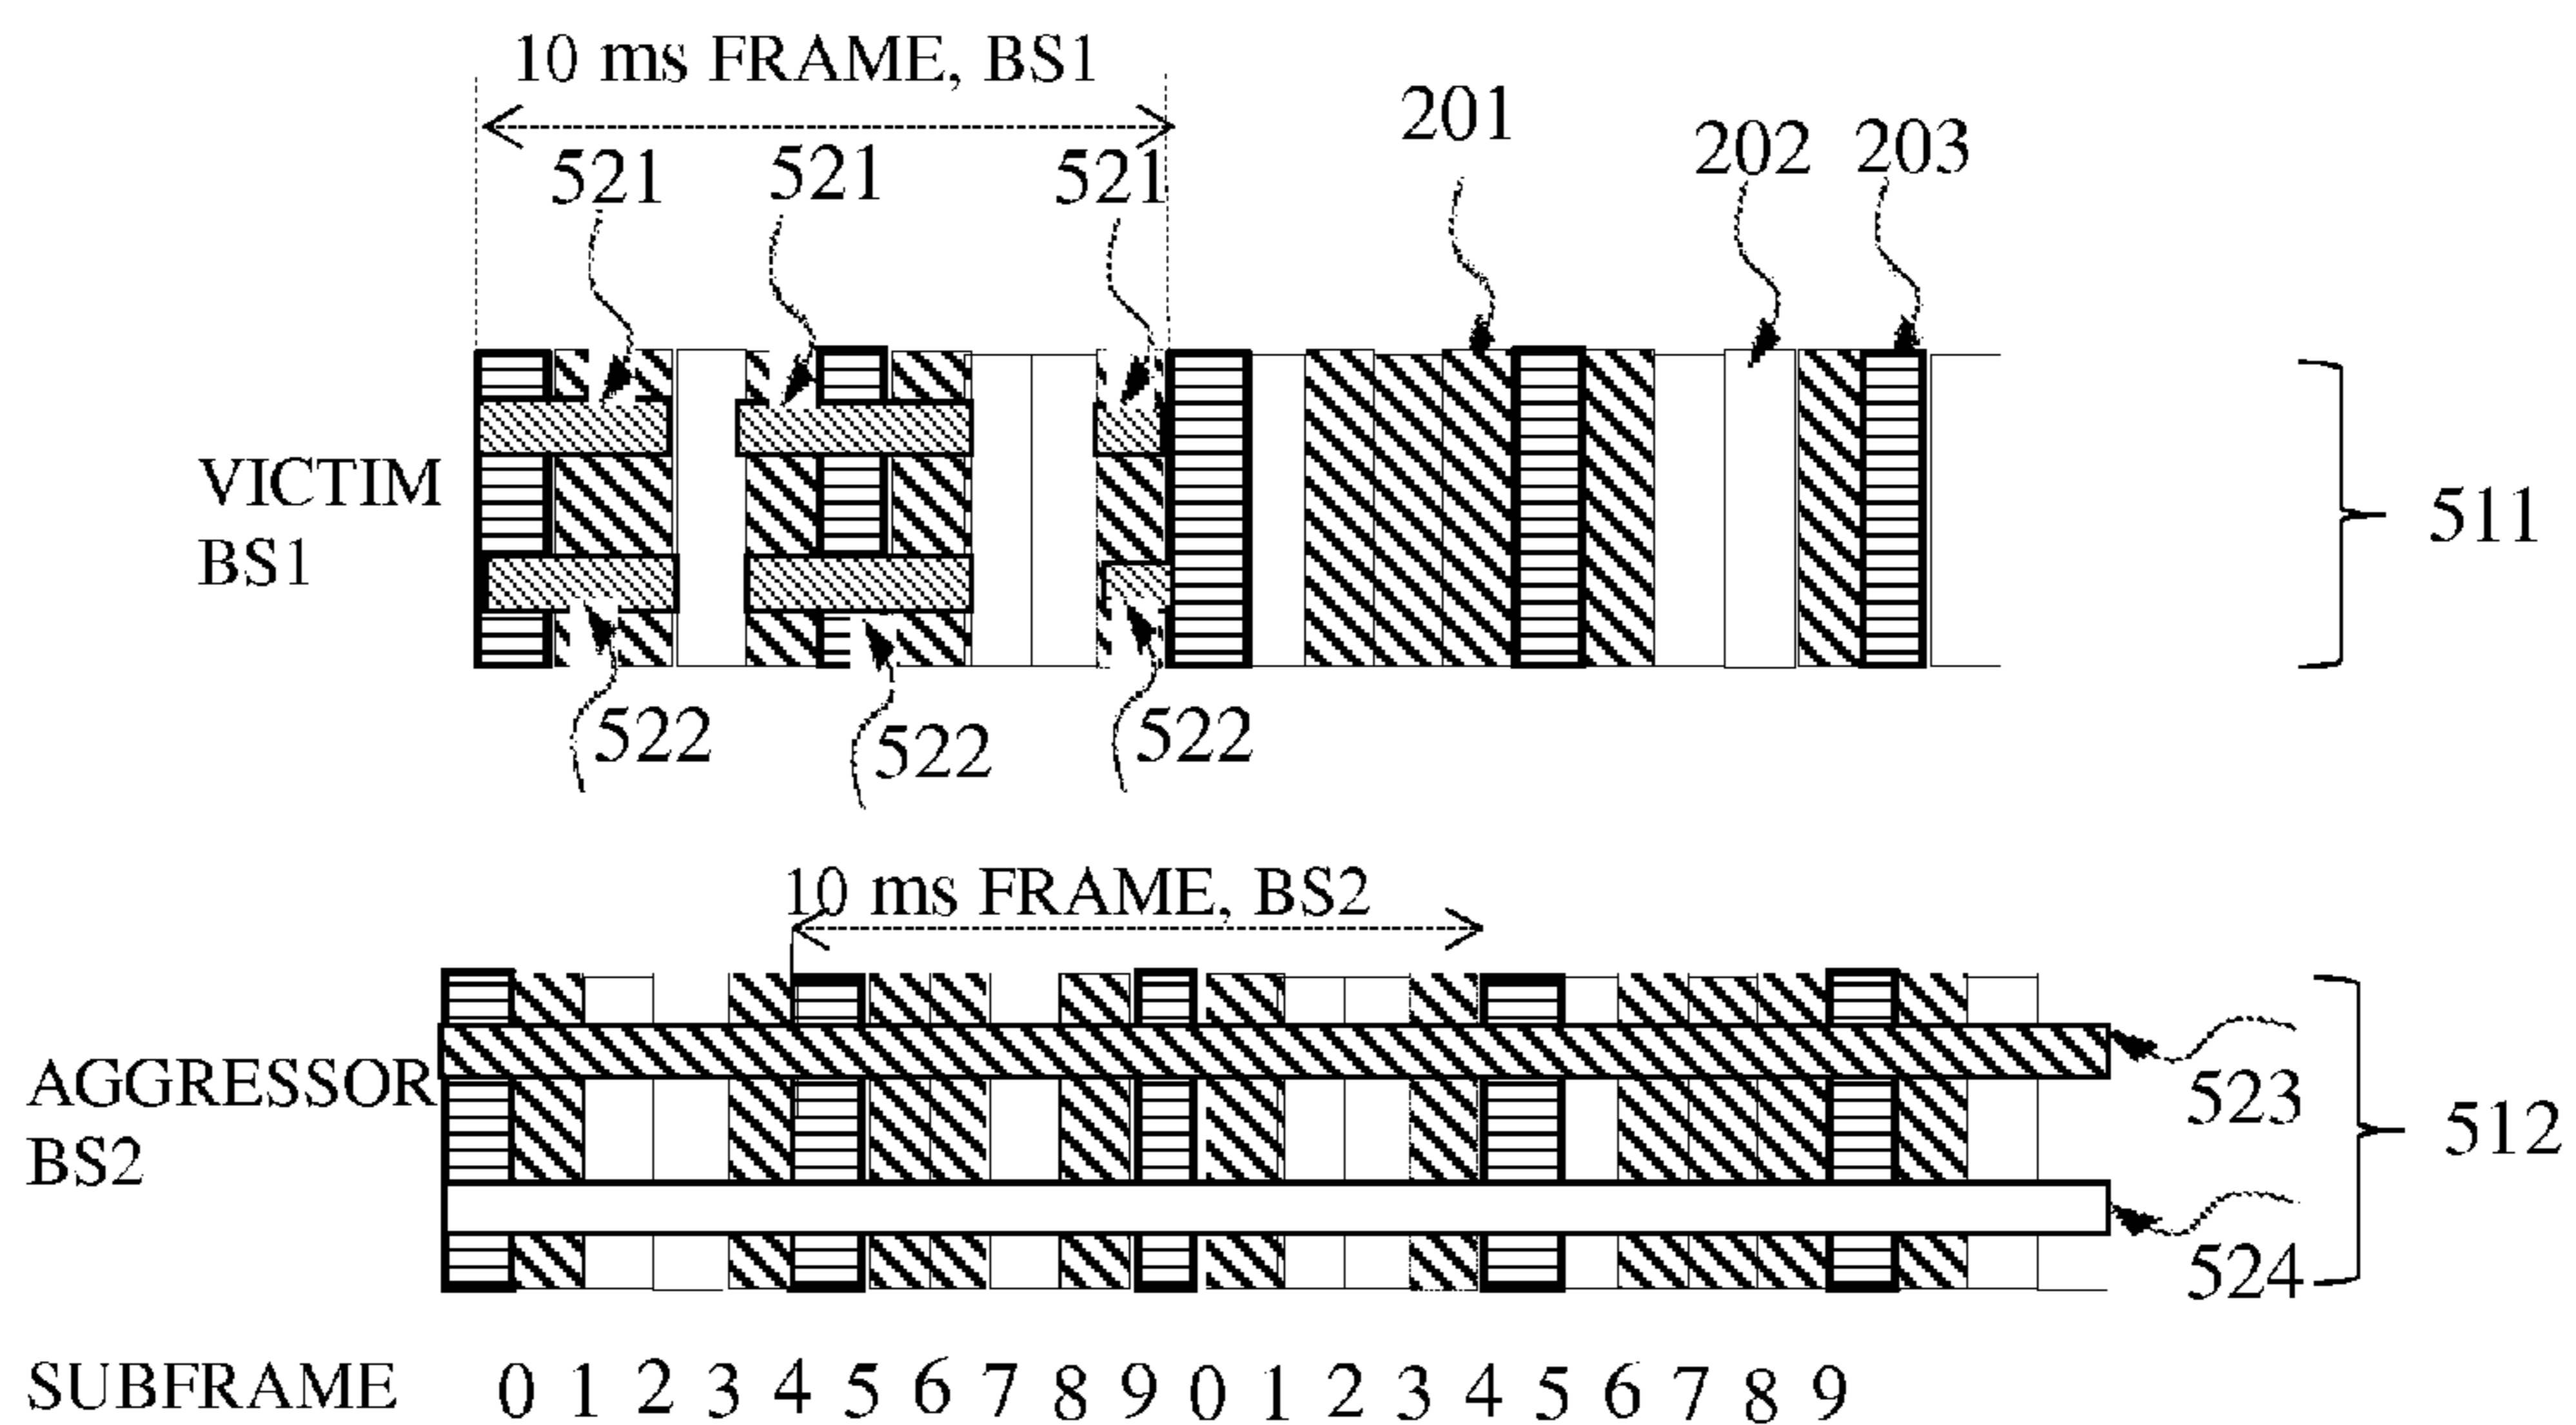 10 ms FRAME, BS1
201
202 203
521 521 521
VICTIM
BS1
511
522 522 522
10 ms FRAME, BS2
AGGRESSOR
BS2
523
512
524
SUBFRAME 0 1 2 3 4 5 6 7 8 9 0 1 2 3 4 5 6 7 8 9